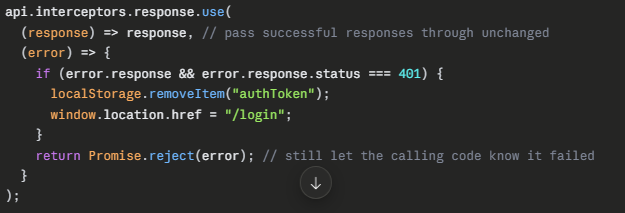 api.interceptors.response.use(
  (response) => response, // pass successful responses through unchanged
  (error) => {
    if (error.response && error.response.status === 401) {
      localStorage.removeItem("authToken");
      window.location.href = "/login";
    }
    return Promise.reject(error); // still let the calling code know it failed
  }
);